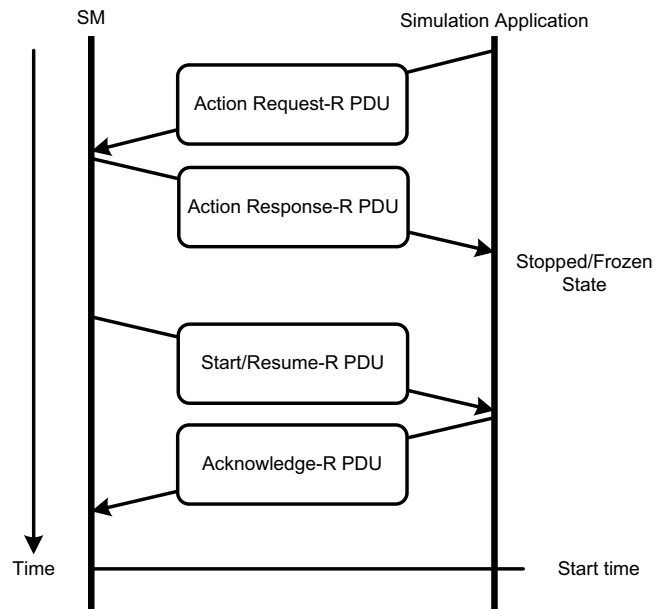 SM
Simulation Application
Action Request-R PDU
Action Response-R PDU
Stopped/Frozen
State
Start/Resume-R PDU
Acknowledge-R PDU
Time
Start time